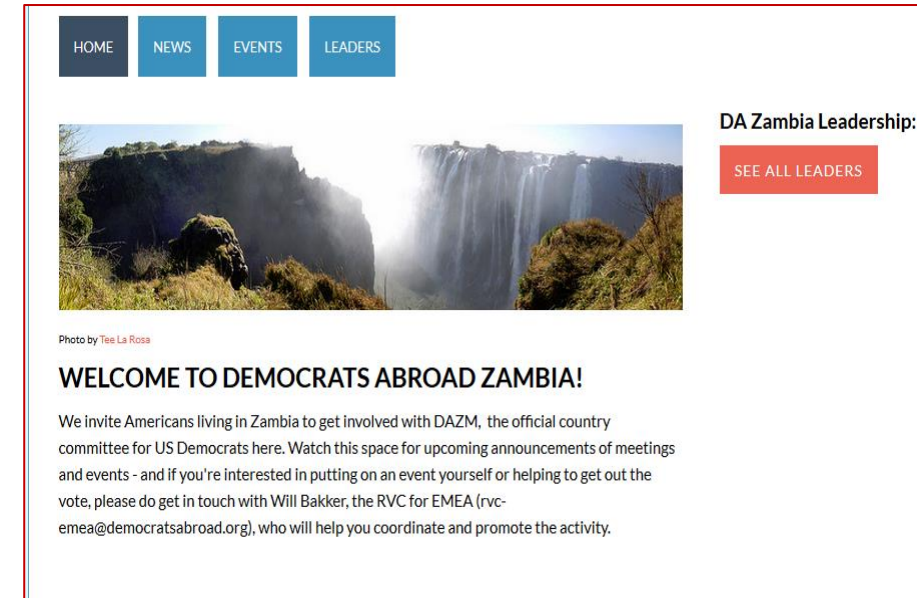 HOME NEWS EVENTS LEADERS
DA Zambia Leadership:
SEE ALL LEADERS
Photo by Tee La Rosa
WELCOME TO DEMOCRATS ABROAD ZAMBIA!
We invite Americans living in Zambia to get involved with DAZM, the official country
committee for US Democrats here. Watch this space for upcoming announcements of meetings
and events - and if you're interested in putting on an event yourself or helping to get out the
vote, please do get in touch with Will Bakker, the RVC for EMEA (rvc-
emea@democratsabroad.org), who will help you coordinate and promote the activity.